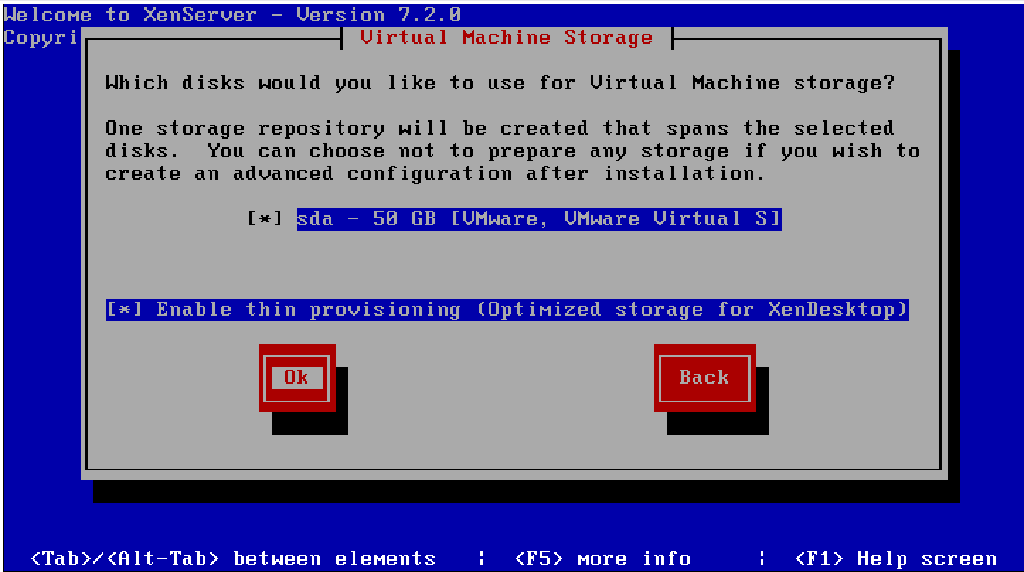 Welcome to XenServer - Version 7.2.0
Copyri
Virtual Machine Storage
Which disks would you like to use for Virtual Machine storage?
One storage repository will be created that spans the selected
disks.  You can choose not to prepare any storage if you wish to
create an advanced configuration after installation.
[*] sda - 50 GB [VMware, VMware Virtual S]
[*] Enable thin provisioning (Optimized storage for XenDesktop)
Ok Back
<Tab>/<Alt-Tab> between elements   |  <F5> more info       |  <F1> Help screen